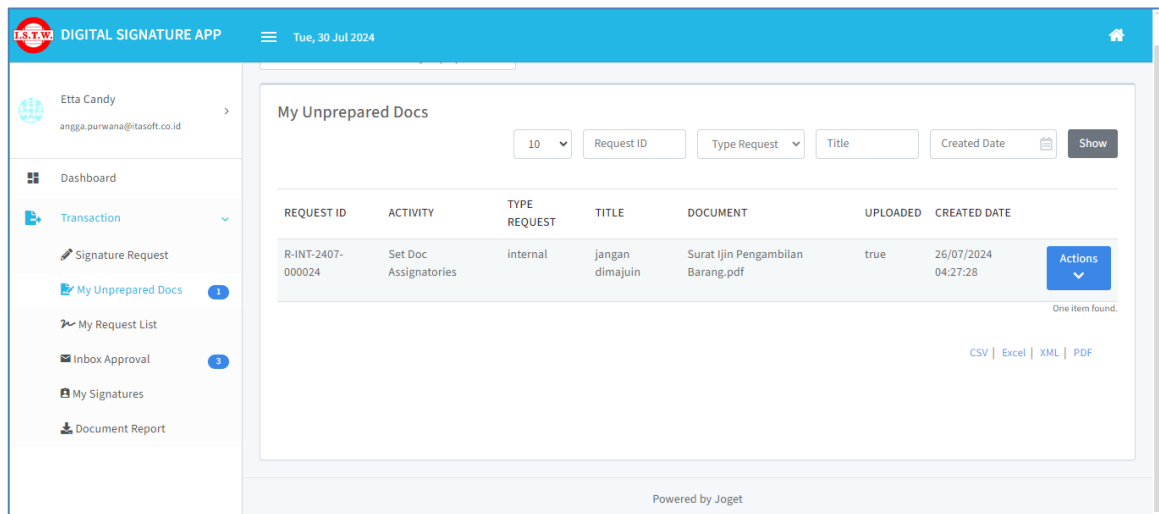 I.S.T.W.
DIGITAL SIGNATURE APP
Tue, 30 Jul 2024
Etta Candy
angga.purwana@itasoft.co.id
Dashboard
Transaction
Signature Request
My Unprepared Docs 1
My Request List
Inbox Approval 3
My Signatures
Document Report
My Unprepared Docs
10 Request ID Type Request Title Created Date Show
REQUEST ID ACTIVITY TYPE REQUEST TITLE DOCUMENT UPLOADED CREATED DATE
R-INT-2407- Set Doc internal jangan Surat Ijin Pengambilan true 26/07/2024 Actions
000024 Assignatories dimajuin Barang.pdf 04:27:28
One item found.
CSV | Excel | XML | PDF
Powered by Joget